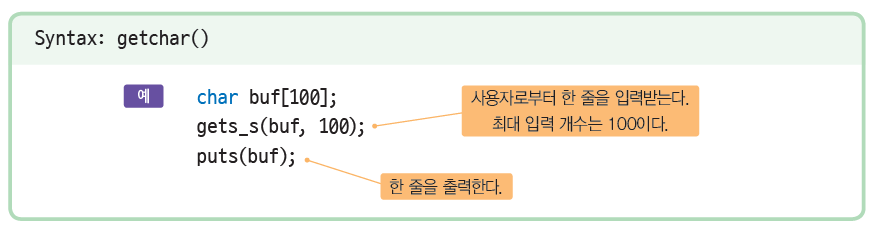 Syntax: getchar()
예
char buf[100];
gets_s(buf, 100);
puts(buf);
사용자로부터 한 줄을 입력받는다.
최대 입력 개수는 100이다.
한 줄을 출력한다.